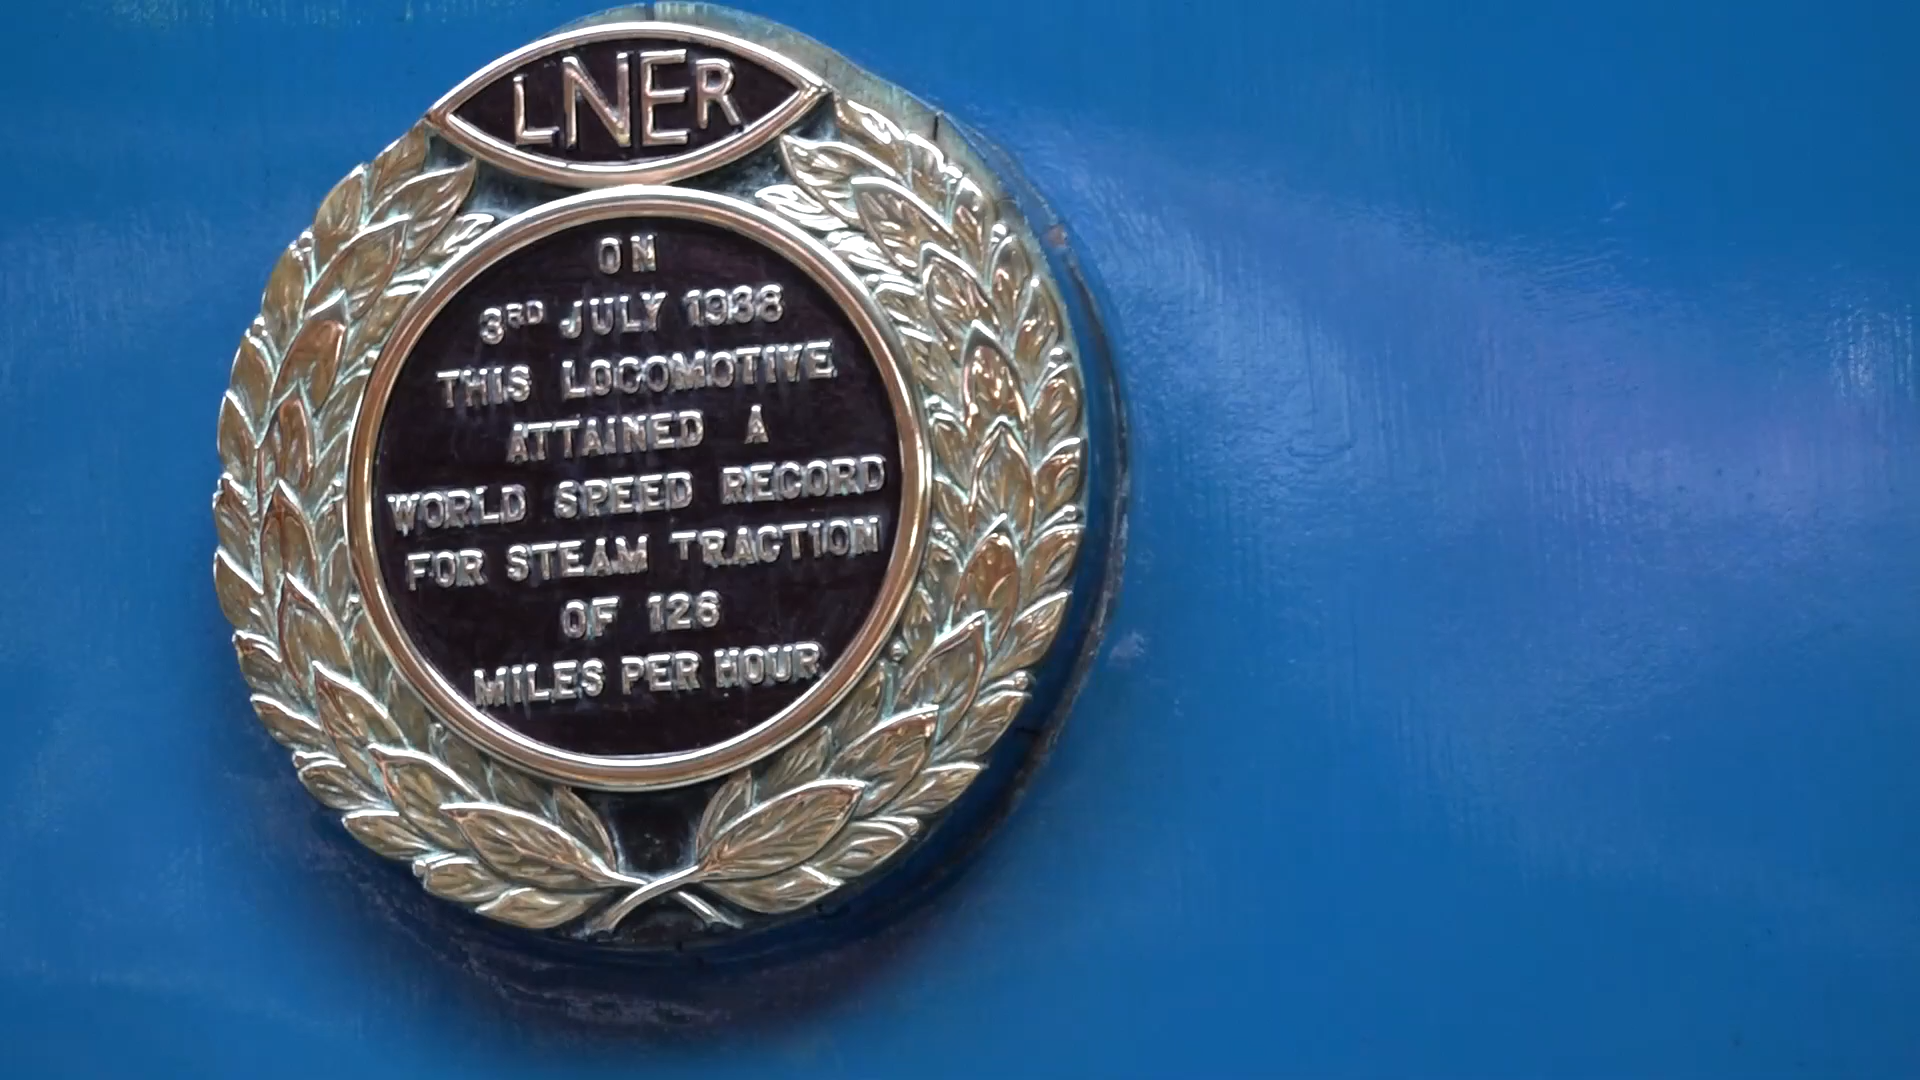 LNER
ON
3RD JULY 1938
THIS LOCOMOTIVE
ATTAINED A
WORLD SPEED RECORD
FOR STEAM TRACTION
OF 126
MILES PER HOUR